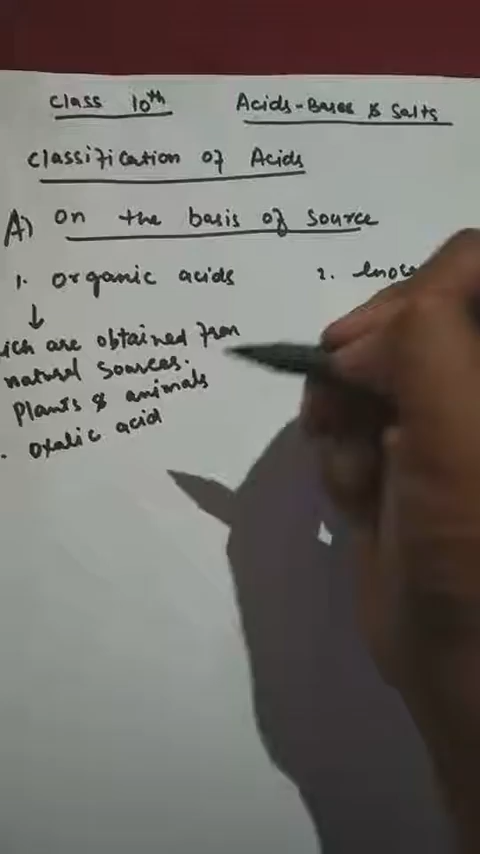 Class 10th Acids-Bases & Salts
Classification of Acids
A) On the basis of source
1. organic acids 2.
↓
are obtained from
natural sources.
Plants & animals
oxalic acid